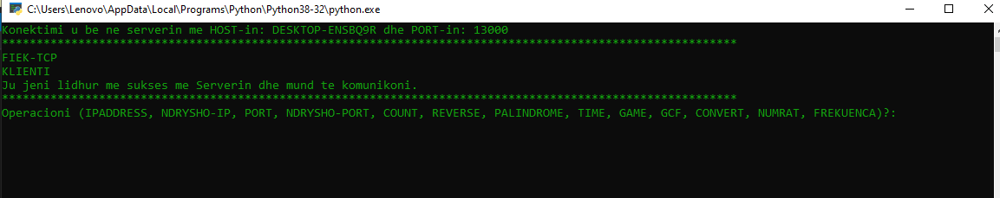 C:\Users\Lenovo\AppData\Local\Programs\Python\Python38-32\python.exe
Konektimi u be ne serverin me HOST-in: DESKTOP-ENSBQ9R dhe PORT-in: 13000
**********************************************************************************************************
FIEK-TCP
KLIENTI
Ju jeni lidhur me sukses me Serverin dhe mund te komunikoni.
**********************************************************************************************************
Operacioni (IPADDRESS, NDRYSHO-IP, PORT, NDRYSHO-PORT, COUNT, REVERSE, PALINDROME, TIME, GAME, GCF, CONVERT, NUMRAT, FREKUENCA)?: